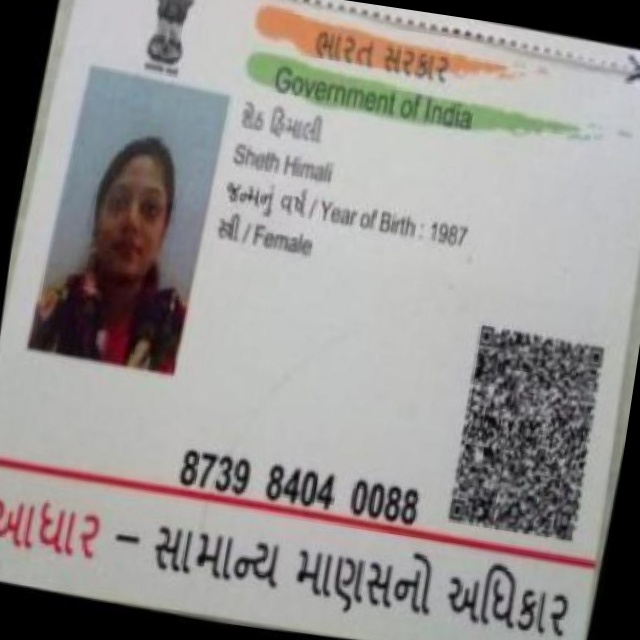 ભારત સરકાર
Government of India
શેઠ હિમાલી
Sheth Himali
જન્મનું વર્ષ / Year of Birth : 1987
સ્ત્રી / Female
8739 8404 0088
આધાર – સામાન્ય માણસનો અધિકાર